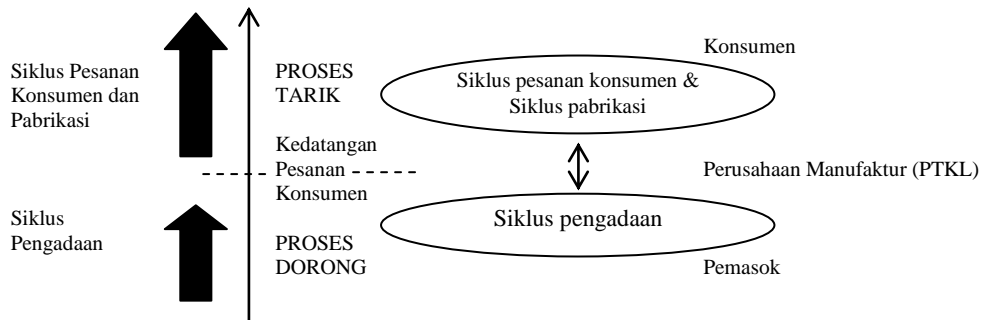 Siklus Pesanan
Konsumen dan
Pabrikasi
Siklus
Pengadaan
PROSES
TARIK
Kedatangan
Pesanan
Konsumen
PROSES
DORONG
Konsumen
Siklus pesanan konsumen &
Siklus pabrikasi
Perusahaan Manufaktur (PTKL)
Siklus pengadaan
Pemasok